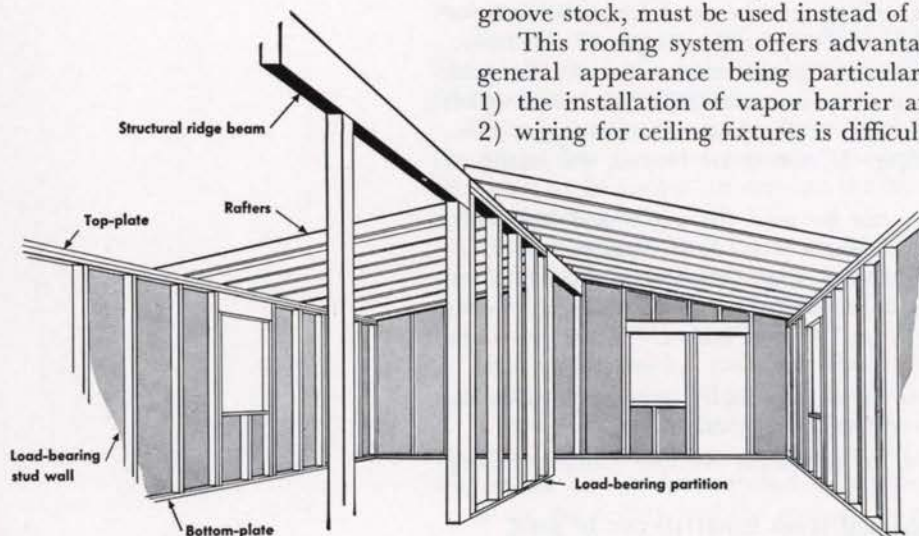 groove stock, must be used instead of
This roofing system offers advanta
general appearance being particular
1) the installation of vapor barrier a
2) wiring for ceiling fixtures is difficul
Structural ridge beam
Rafters
Top-plate
Load-bearing
stud wall
Bottom-plate
Load-bearing partition